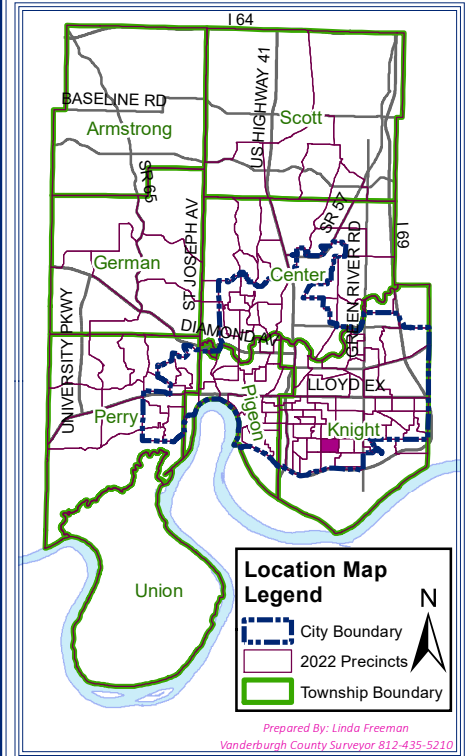 I 64
BASELINE RD
Armstrong
US HIGHWAY 41
Scott
SR 65
ST JOSEPH AV
SR 57
I 69
German
Center
GREEN RIVER RD
UNIVERSITY PKWY
DIAMOND AV
LLOYD EX
Perry
Pigeon
Knight
Union
Location Map
Legend
N
City Boundary
2022 Precincts
Township Boundary
Prepared By: Linda Freeman
Vanderburgh County Surveyor 812-435-5210